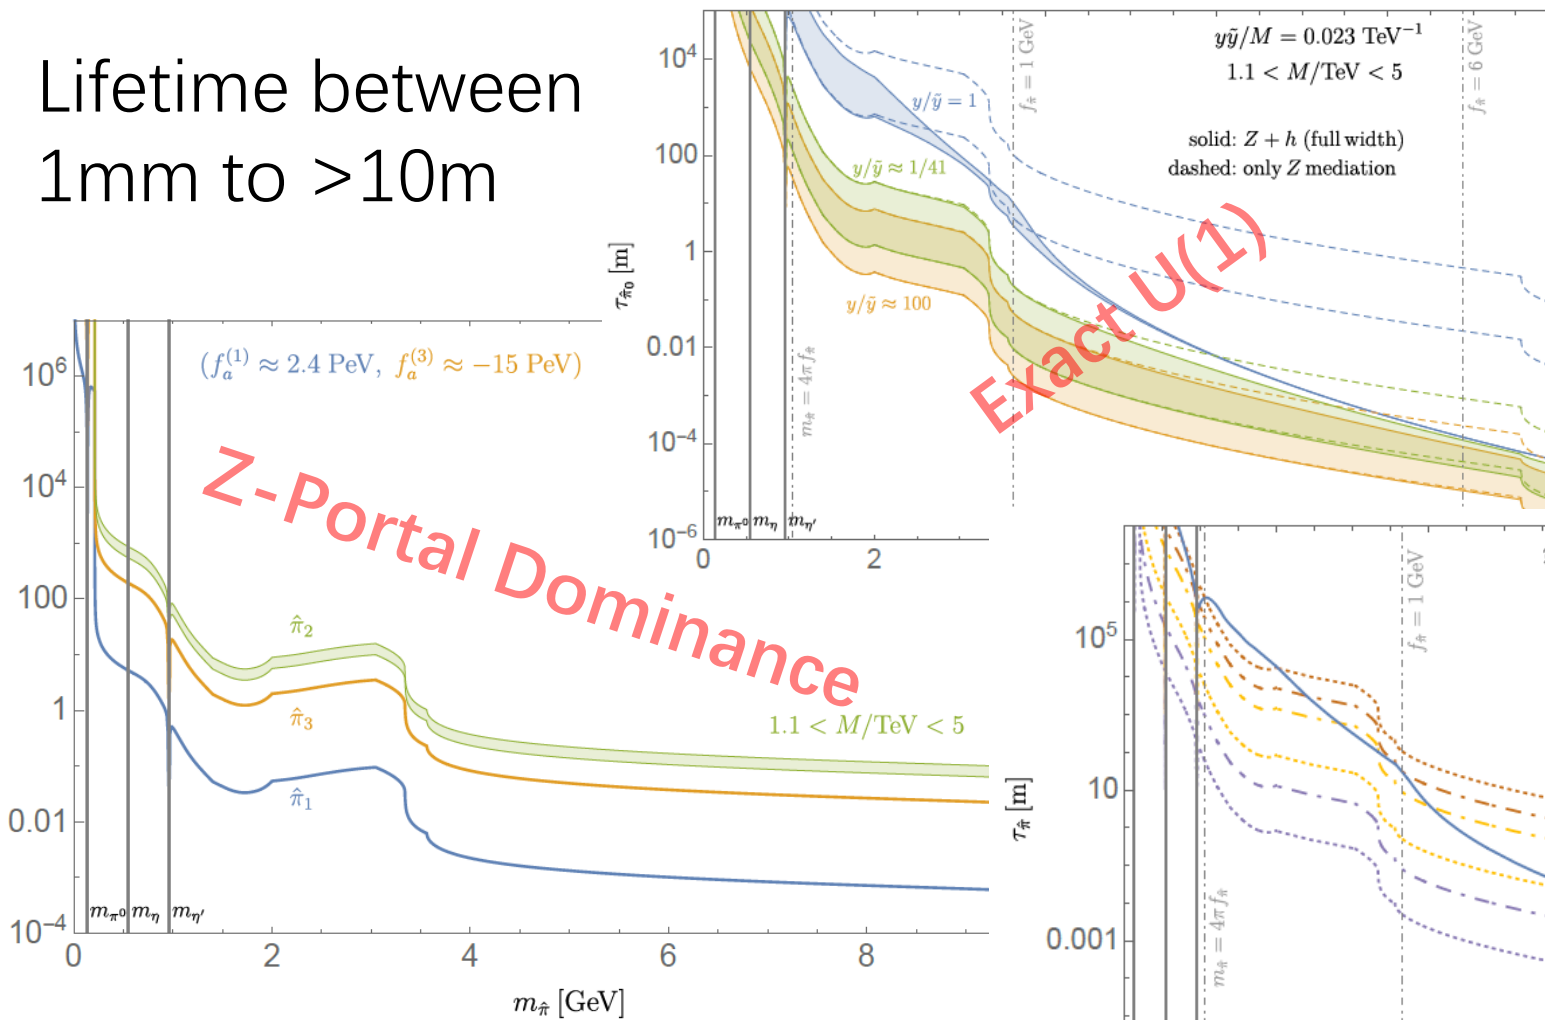 Lifetime between
1mm to >10m
10⁴
100
1
0.01
10⁻⁴
10⁻⁶
0
2
τ_π̂₀ [m]
yỹ/M = 0.023 TeV⁻¹
1.1 < M/TeV < 5
solid: Z + h (full width)
dashed: only Z mediation
y/ỹ = 1
y/ỹ ≈ 1/41
y/ỹ ≈ 100
f_π̂ = 1 GeV
f_π̂ = 6 GeV
m_π̂ = 4πf_π̂
m_π⁰
m_η
m_η′
Exact U(1)
10⁶
10⁴
100
1
0.01
10⁻⁴
0
2
4
6
8
(f_a⁽¹⁾ ≈ 2.4 PeV, f_a⁽³⁾ ≈ −15 PeV)
Z-Portal Dominance
π̂₂
π̂₃
π̂₁
1.1 < M/TeV < 5
m_π⁰
m_η
m_η′
m_π̂ [GeV]
10⁵
10
0.001
τ_π̂ [m]
f_π̂ = 1 GeV
m_π̂ = 4πf_π̂